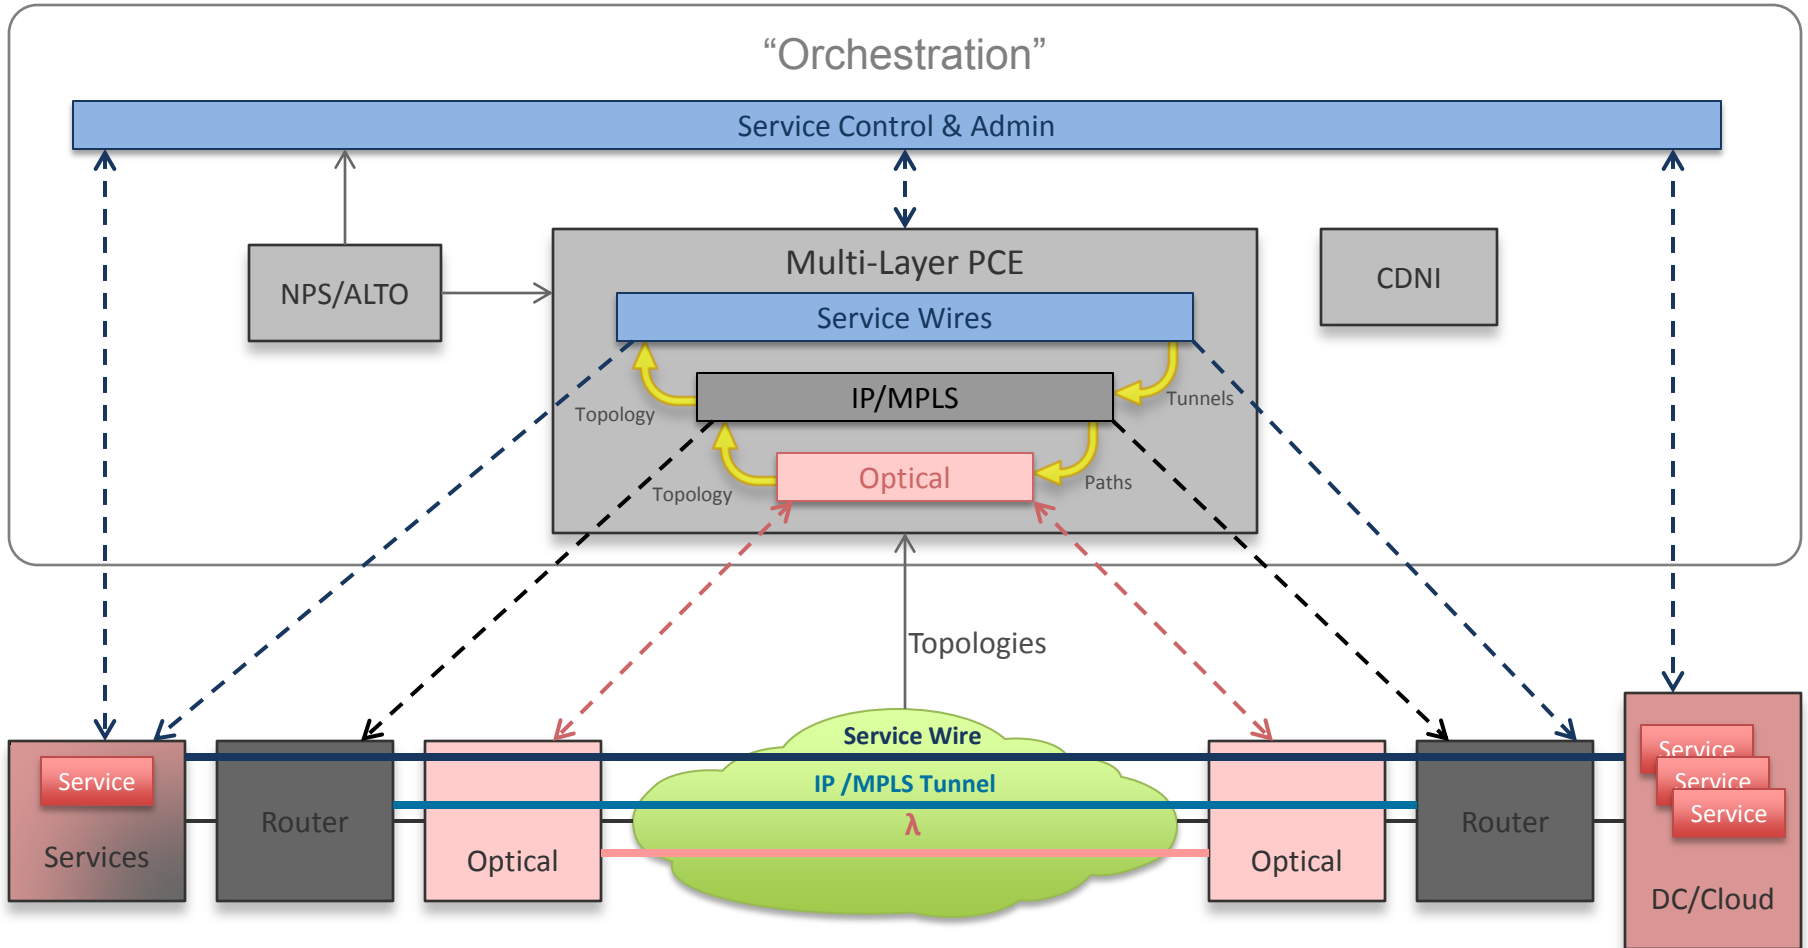 “Orchestration”
Service Control & Admin
Multi-Layer PCE
NPS/ALTO
CDNI
Service Wires
IP/MPLS
Topology
Tunnels
Optical
Topology
Paths
Topologies
Service Wire
IP /MPLS Tunnel
λ
Service
Services
Router
Optical
Optical
Router
Service
Service
Service
DC/Cloud